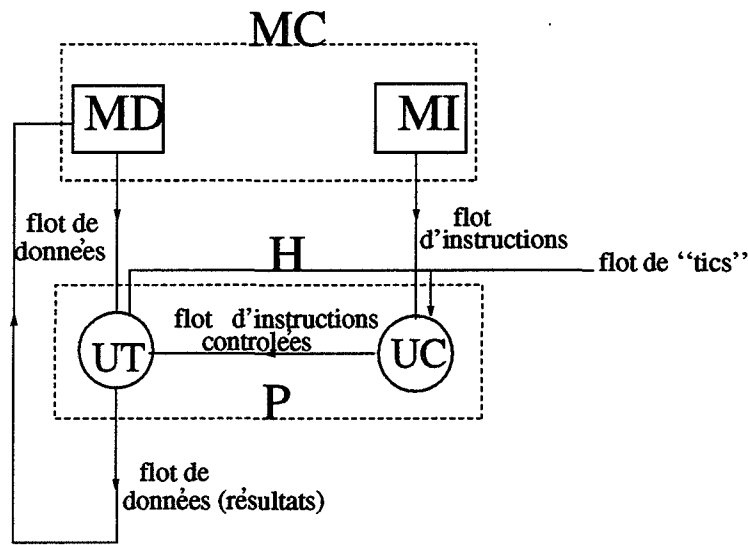 MC
MD
MI
flot de
données
flot
d'instructions
H
flot de "tics"
flot d'instructions
controlées
UT
UC
P
flot de
données (résultats)